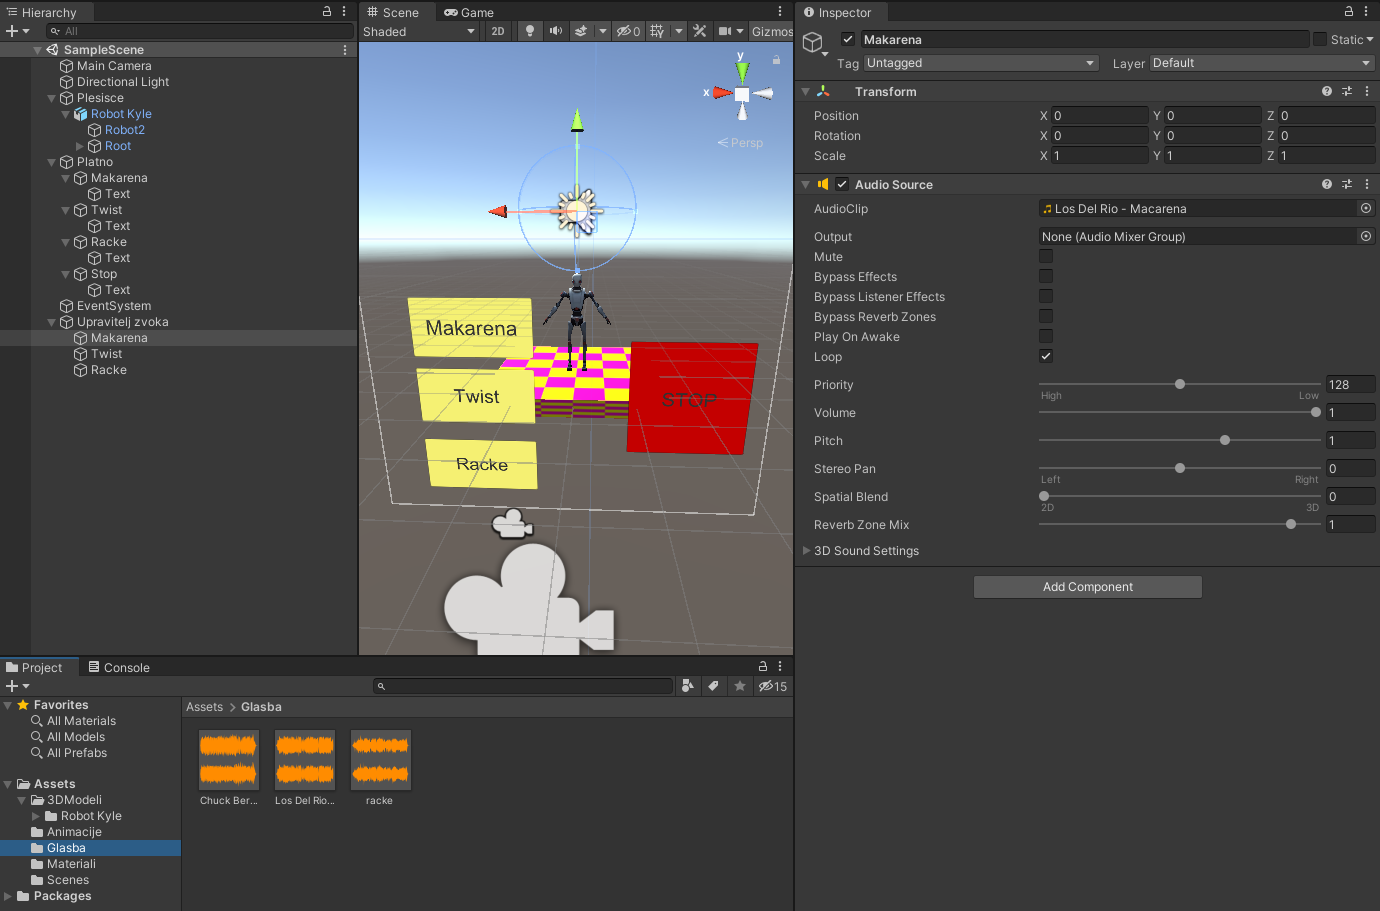 Hierarchy
All
SampleScene
Main Camera
Directional Light
Plesisce
Robot Kyle
Robot2
Root
Platno
Makarena
Text
Twist
Text
Racke
Text
Stop
Text
EventSystem
Upravitelj zvoka
Makarena
Twist
Racke
Scene
Game
Shaded
2D
0
Gizmos
y
x
Persp
Makarena
Twist
Racke
STOP
Inspector
Makarena
Static
Tag
Untagged
Layer
Default
Transform
Position X 0 Y 0 Z 0
Rotation X 0 Y 0 Z 0
Scale X 1 Y 1 Z 1
Audio Source
AudioClip
Los Del Rio - Macarena
Output
None (Audio Mixer Group)
Mute
Bypass Effects
Bypass Listener Effects
Bypass Reverb Zones
Play On Awake
Loop
Priority
128
High
Low
Volume
1
Pitch
1
Stereo Pan
0
Left
Right
Spatial Blend
0
2D
3D
Reverb Zone Mix
1
3D Sound Settings
Add Component
Project
Console
15
Favorites
All Materials
All Models
All Prefabs
Assets
3DModeli
Robot Kyle
Animacije
Glasba
Materiali
Scenes
Packages
Assets > Glasba
Chuck Ber...
Los Del Rio...
racke